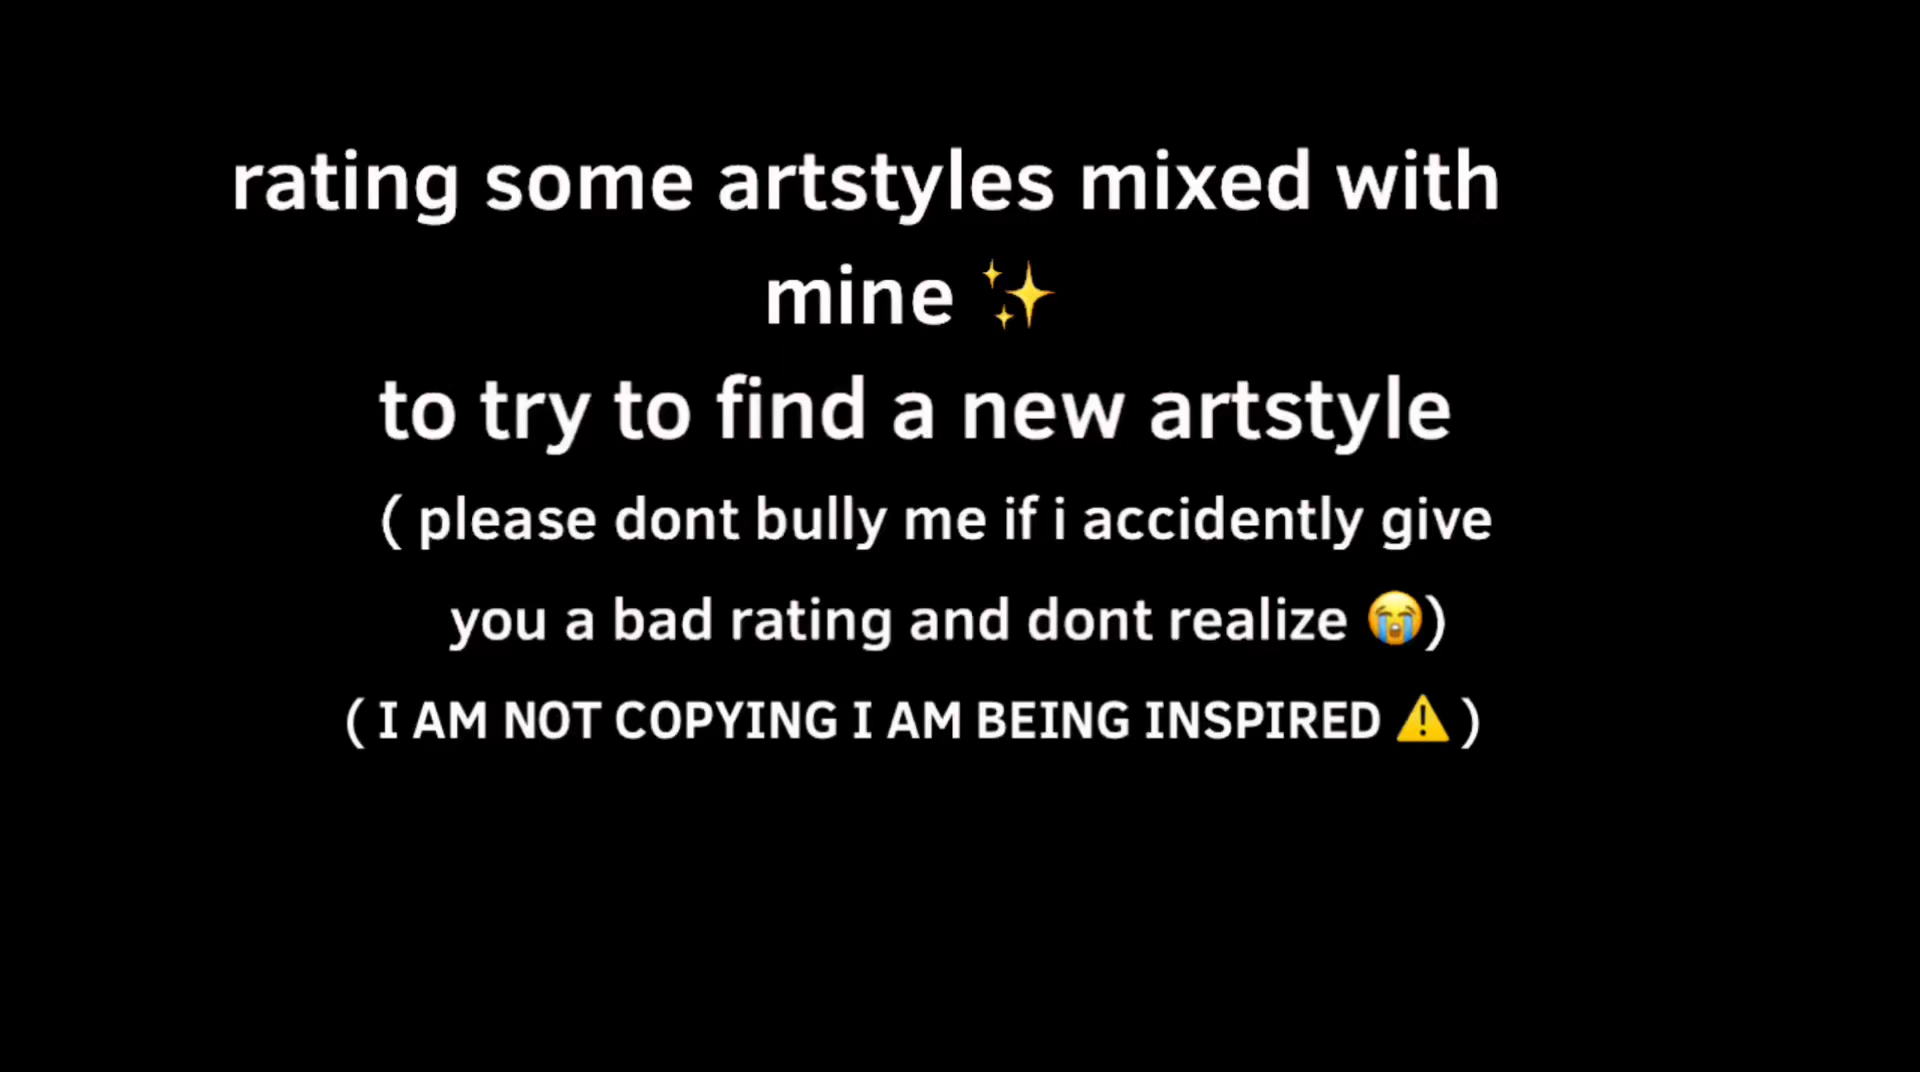 rating some artstyles mixed with
mine ✨
to try to find a new artstyle
( please dont bully me if i accidently give
you a bad rating and dont realize 😭)
( I AM NOT COPYING I AM BEING INSPIRED ⚠️ )